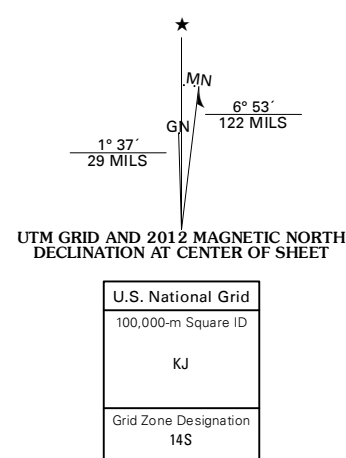 ★
MN
6° 53´
122 MILS
GN
1° 37´
29 MILS
UTM GRID AND 2012 MAGNETIC NORTH
DECLINATION AT CENTER OF SHEET
U.S. National Grid
100,000-m Square ID
KJ
Grid Zone Designation
14S